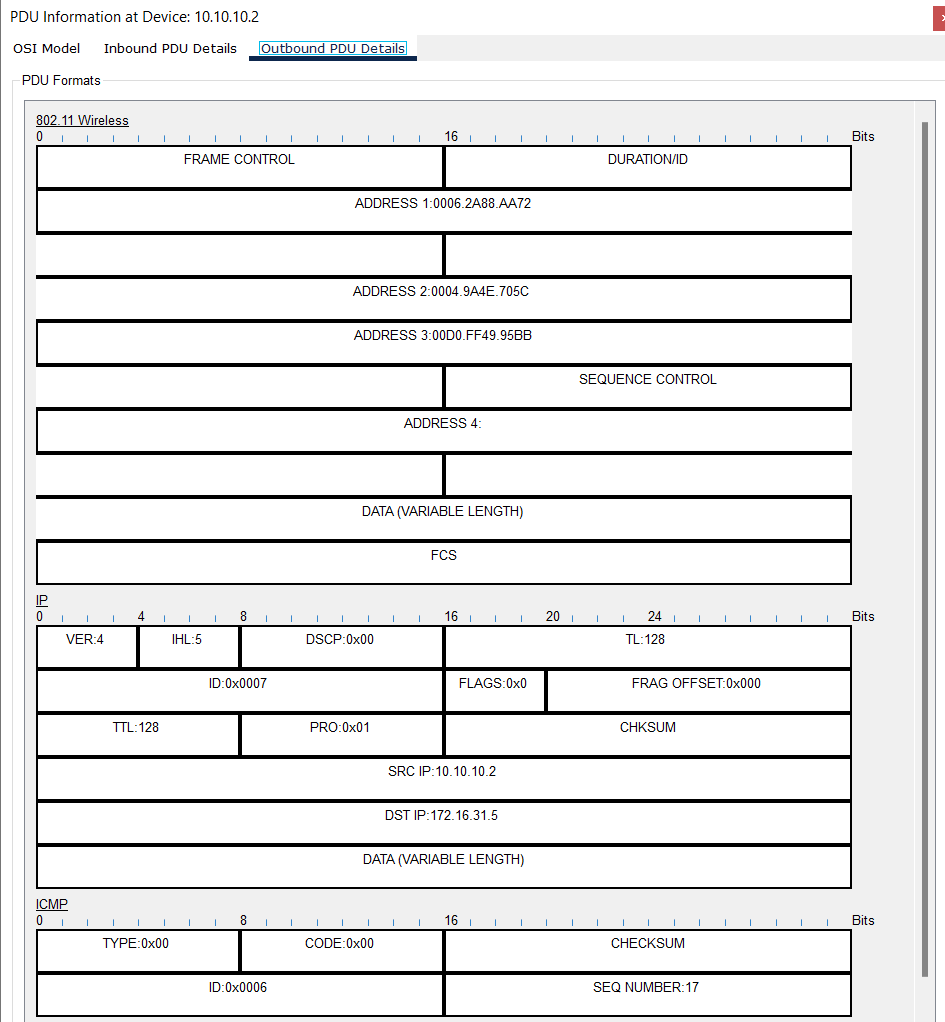 PDU Information at Device: 10.10.10.2
OSI Model Inbound PDU Details Outbound PDU Details
PDU Formats
802.11 Wireless
0 16 Bits
FRAME CONTROL DURATION/ID
ADDRESS 1:0006.2A88.AA72
ADDRESS 2:0004.9A4E.705C
ADDRESS 3:00D0.FF49.95BB
SEQUENCE CONTROL
ADDRESS 4:
DATA (VARIABLE LENGTH)
FCS
IP
0 4 8 16 20 24 Bits
VER:4 IHL:5 DSCP:0x00 TL:128
ID:0x0007 FLAGS:0x0 FRAG OFFSET:0x000
TTL:128 PRO:0x01 CHKSUM
SRC IP:10.10.10.2
DST IP:172.16.31.5
DATA (VARIABLE LENGTH)
ICMP
0 8 16 Bits
TYPE:0x00 CODE:0x00 CHECKSUM
ID:0x0006 SEQ NUMBER:17